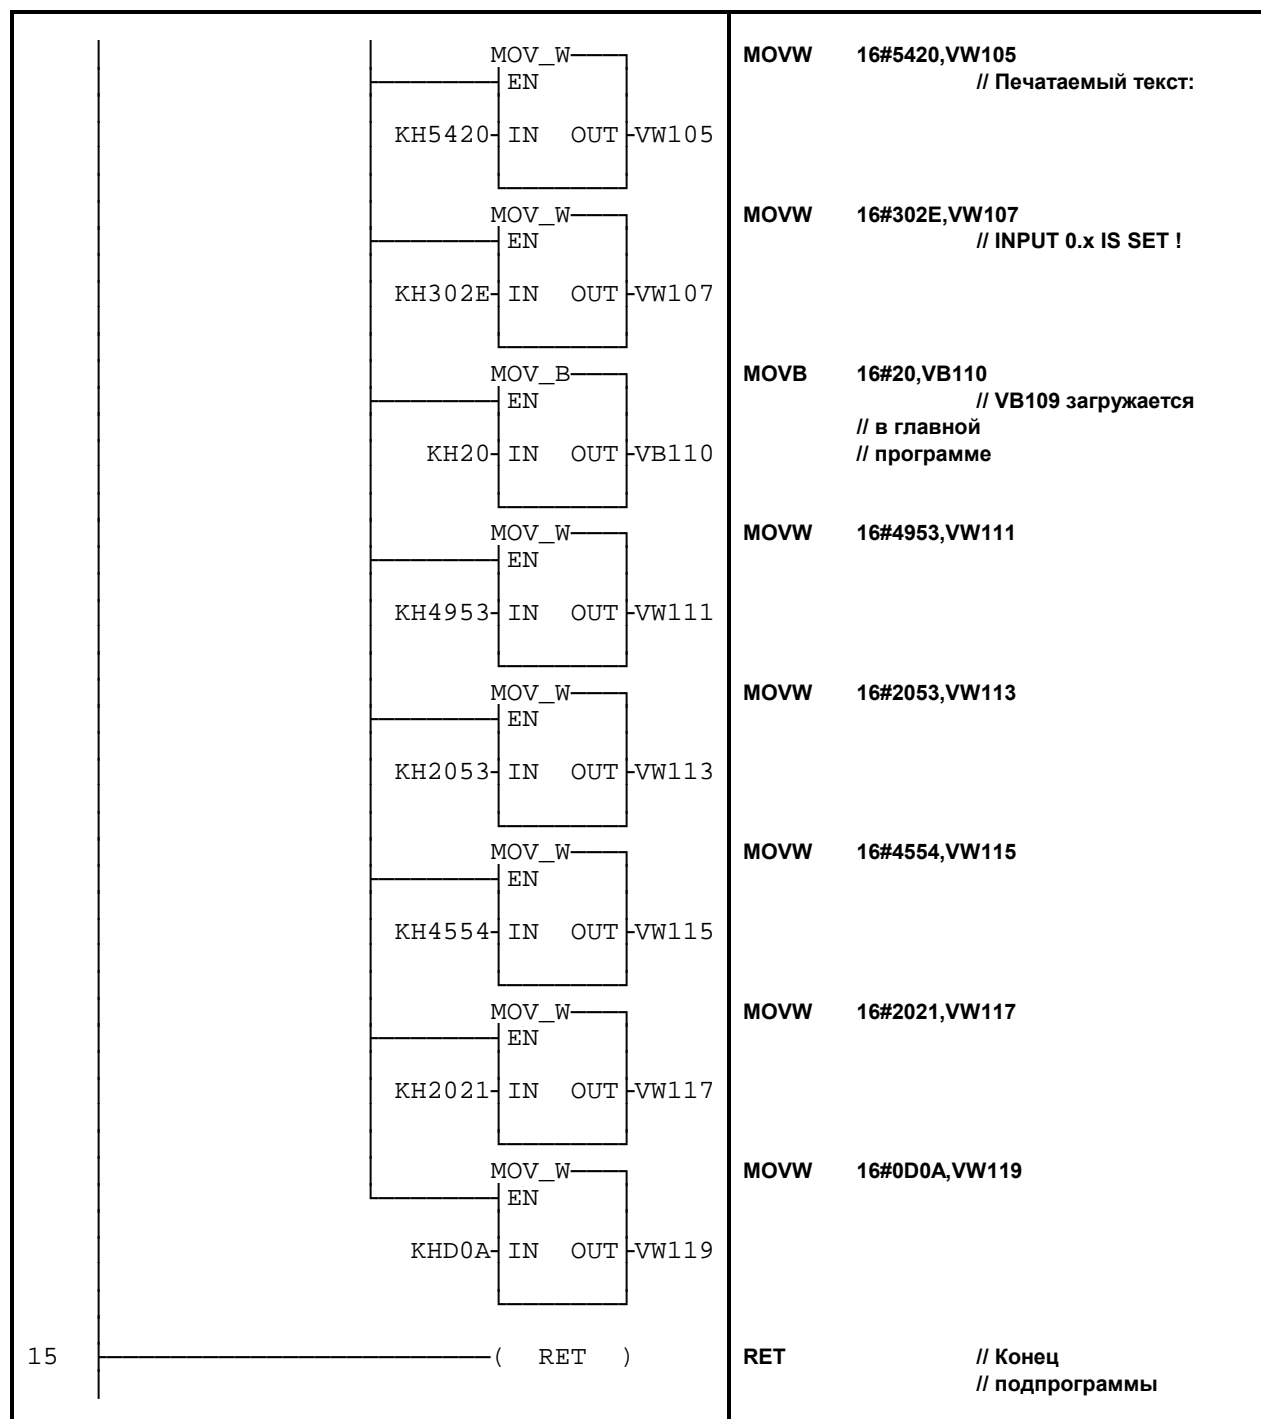 MOV_W
EN
KH5420 IN OUT VW105
MOVW 16#5420,VW105
// Печатаемый текст:
MOV_W
EN
KH302E IN OUT VW107
MOVW 16#302E,VW107
// INPUT 0.x IS SET !
MOV_B
EN
KH20 IN OUT VB110
MOVB 16#20,VB110
// VB109 загружается
// в главной
// программе
MOV_W
EN
KH4953 IN OUT VW111
MOVW 16#4953,VW111
MOV_W
EN
KH2053 IN OUT VW113
MOVW 16#2053,VW113
MOV_W
EN
KH4554 IN OUT VW115
MOVW 16#4554,VW115
MOV_W
EN
KH2021 IN OUT VW117
MOVW 16#2021,VW117
MOV_W
EN
KHD0A IN OUT VW119
MOVW 16#0D0A,VW119
15 ( RET )
RET // Конец
// подпрограммы